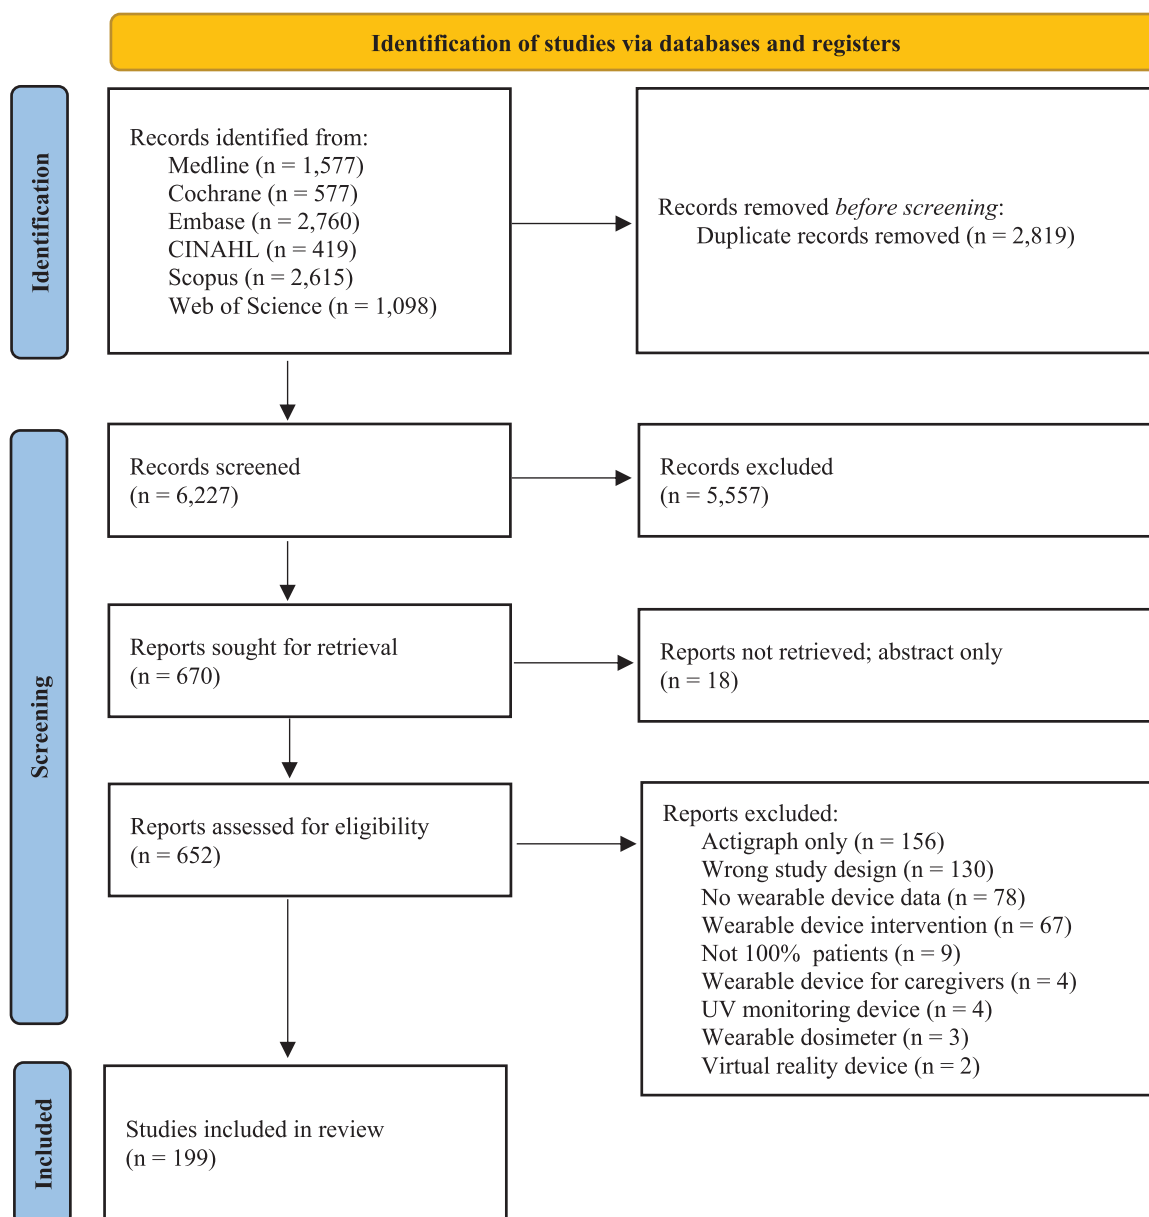 Identification of studies via databases and registers
Identification
Records identified from:
Medline (n = 1,577)
Cochrane (n = 577)
Embase (n = 2,760)
CINAHL (n = 419)
Scopus (n = 2,615)
Web of Science (n = 1,098)
Records removed before screening:
Duplicate records removed (n = 2,819)
Screening
Records screened
(n = 6,227)
Records excluded
(n = 5,557)
Reports sought for retrieval
(n = 670)
Reports not retrieved; abstract only
(n = 18)
Reports assessed for eligibility
(n = 652)
Reports excluded:
Actigraph only (n = 156)
Wrong study design (n = 130)
No wearable device data (n = 78)
Wearable device intervention (n = 67)
Not 100% patients (n = 9)
Wearable device for caregivers (n = 4)
UV monitoring device (n = 4)
Wearable dosimeter (n = 3)
Virtual reality device (n = 2)
Included
Studies included in review
(n = 199)